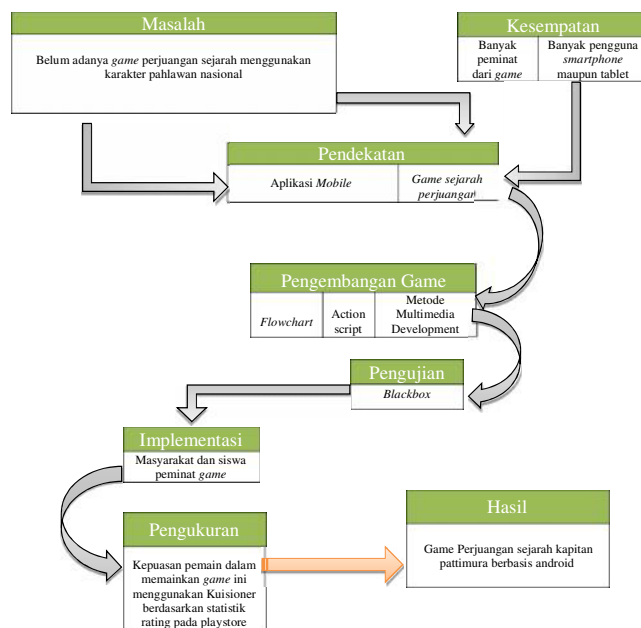 Masalah
Belum adanya game perjuangan sejarah menggunakan
karakter pahlawan nasional
Kesempatan
Banyak
peminat
dari game
Banyak pengguna
smartphone
maupun tablet
Pendekatan
Aplikasi Mobile
Game sejarah
perjuangan
Pengembangan Game
Flowchart
Action
script
Metode
Multimedia
Development
Pengujian
Blackbox
Implementasi
Masyarakat dan siswa
peminat game
Pengukuran
Kepuasan pemain dalam
memainkan game ini
menggunakan Kuisioner
berdasarkan statistik
rating pada playstore
Hasil
Game Perjuangan sejarah kapitan
pattimura berbasis android